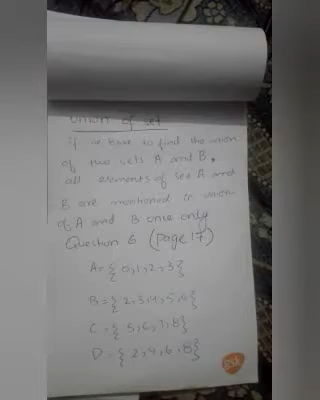 Union of set
if we have to find the union
of two sets A and B.
all elements of set A and
B are mentioned in union
of A and B once only
Question 6 (Page 17)
A = { 0, 1, 2, 3 }
B = { 2, 3, 4, 5, 6 }
C = { 5, 6, 7, 8 }
D = { 2, 4, 6, 8 }